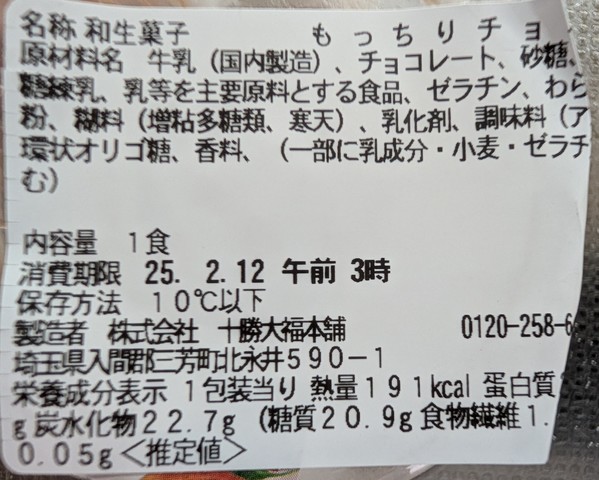 名称 和生菓子 もっちりチョ
原材料名 牛乳（国内製造）、チョコレート、砂糖、
糖練乳、乳等を主要原料とする食品、ゼラチン、わら
粉、糊料（増粘多糖類、寒天）、乳化剤、調味料（ア
環状オリゴ糖、香料、（一部に乳成分・小麦・ゼラチ
む）
内容量 1食
消費期限 25. 2.12 午前 3時
保存方法 10℃以下
製造者 株式会社 十勝大福本舗 0120-258-6
埼玉県入間郡三芳町北永井590-1
栄養成分表示 1包装当り 熱量191kcal 蛋白質
g 炭水化物22.7g（糖質20.9g 食物繊維1.
0.05g＜推定値＞